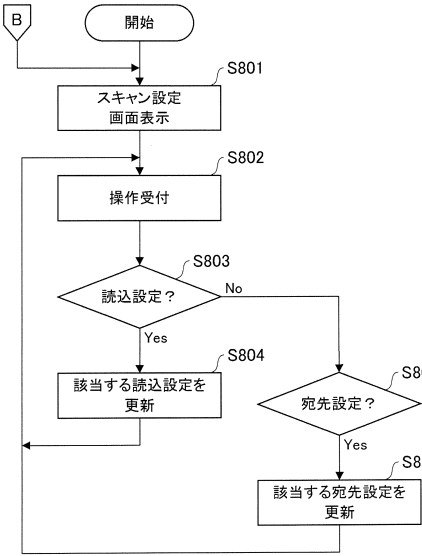 B
開始
S801
スキャン設定
画面表示
S802
操作受付
S803
読込設定？
No
Yes
S804
該当する読込設定を
更新
宛先設定？
Yes
該当する宛先設定を
更新